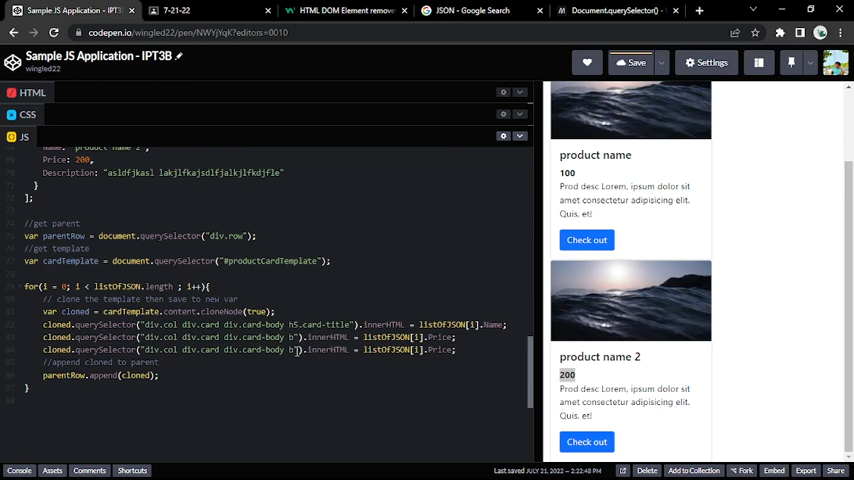 Sample JS Application - IPT3B
7-21-22
HTML DOM Element remove
JSON - Google Search
Document.querySelector() -
codepen.io/wingled22/pen/NWYjYqK?editors=0010
Sample JS Application - IPT3B
wingled22
Save
Settings
HTML
CSS
JS
Name: "product name 2",
Price: 200,
Description: "asldfjkasl lakjlfkajsdlfjalkjlfkdjfle"
}
];
//get parent
var parentRow = document.querySelector("div.row");
//get template
var cardTemplate = document.querySelector("#productCardTemplate");
for(i = 0; i < listOfJSON.length ; i++){
// clone the template then save to new var
var cloned = cardTemplate.content.cloneNode(true);
cloned.querySelector("div.col div.card div.card-body h5.card-title").innerHTML = listOfJSON[i].Name;
cloned.querySelector("div.col div.card div.card-body b").innerHTML = listOfJSON[i].Price;
cloned.querySelector("div.col div.card div.card-body b").innerHTML = listOfJSON[i].Price;
//append cloned to parent
parentRow.append(cloned);
}
product name
100
Prod desc Lorem, ipsum dolor sit
amet consectetur adipisicing elit.
Quis, et!
Check out
product name 2
200
Prod desc Lorem, ipsum dolor sit
amet consectetur adipisicing elit.
Quis, et!
Check out
Console
Assets
Comments
Shortcuts
Last saved JULY 21, 2022 — 2:22:48 PM
Delete
Add to Collection
Fork
Embed
Export
Share